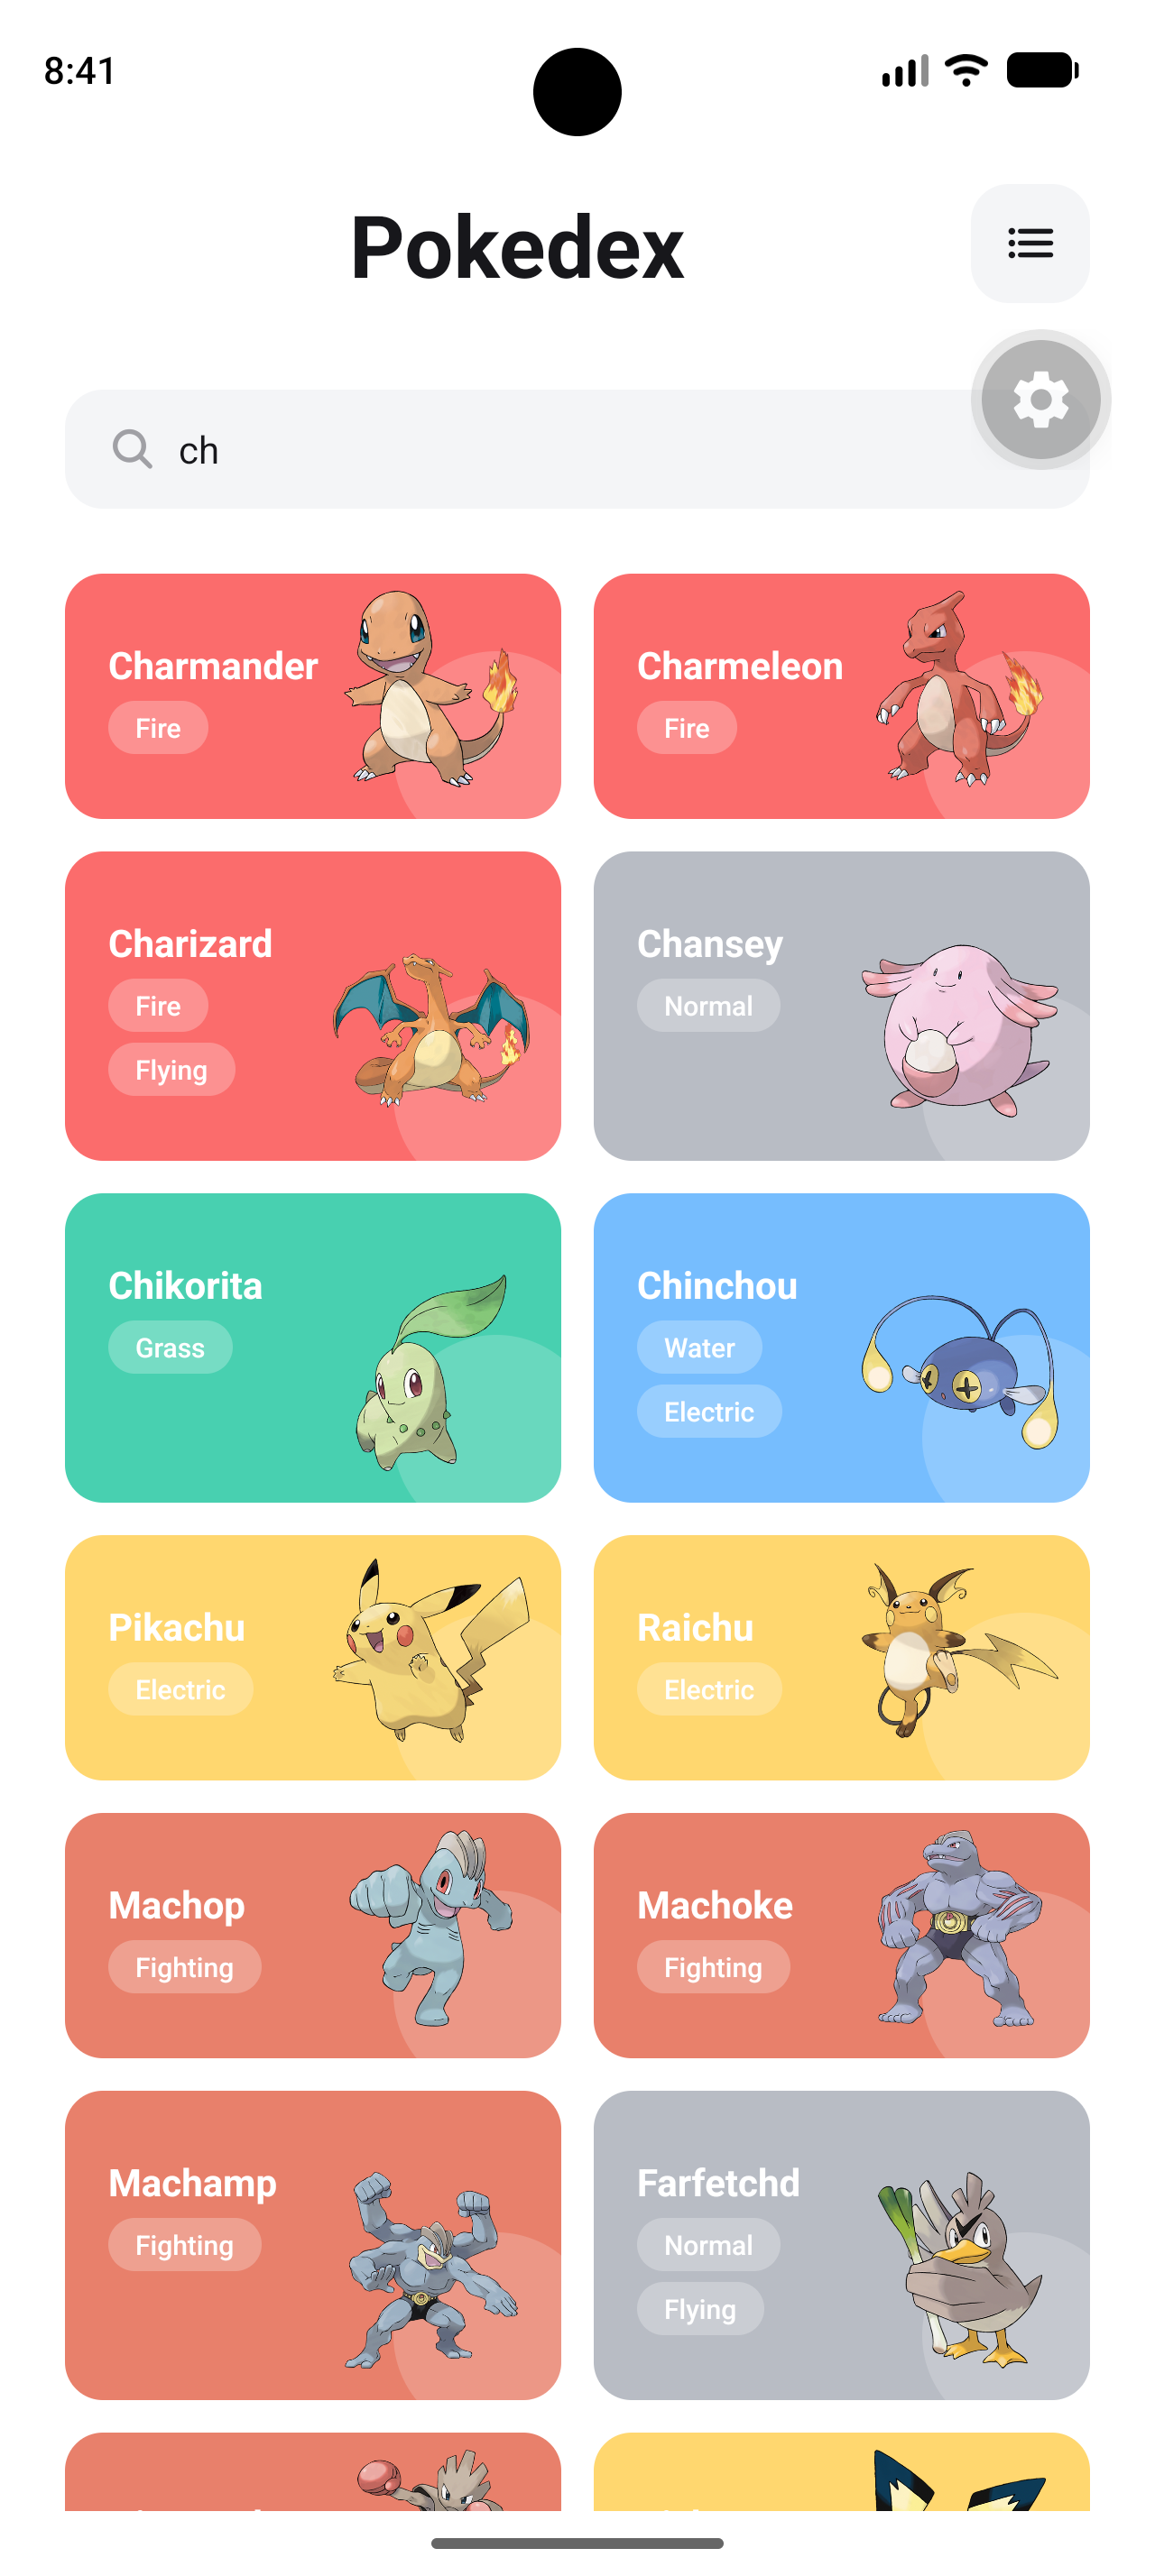 8:41
Pokedex
ch
Charmander
Fire
Charmeleon
Fire
Charizard
Fire
Flying
Chansey
Normal
Chikorita
Grass
Chinchou
Water
Electric
Pikachu
Electric
Raichu
Electric
Machop
Fighting
Machoke
Fighting
Machamp
Fighting
Farfetchd
Normal
Flying